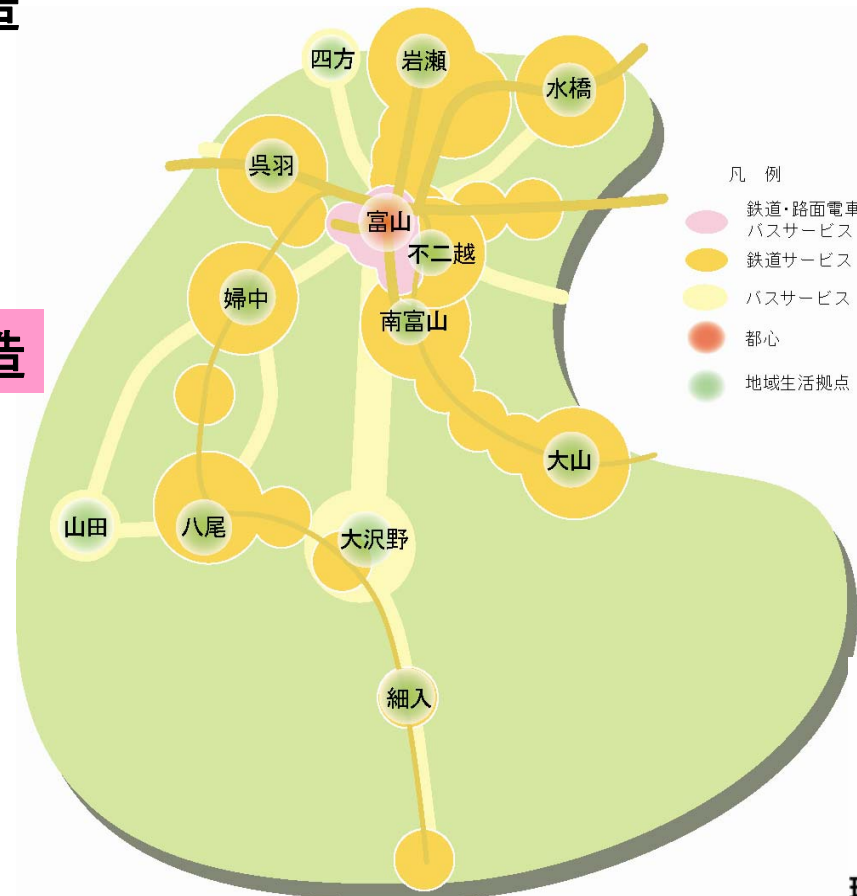 造
四方
岩瀬
水橋
呉羽
富山
不二越
婦中
南富山
大山
山田
八尾
大沢野
細入
凡 例
鉄道・路面電車
バスサービス
鉄道サービス
バスサービス
都心
地域生活拠点